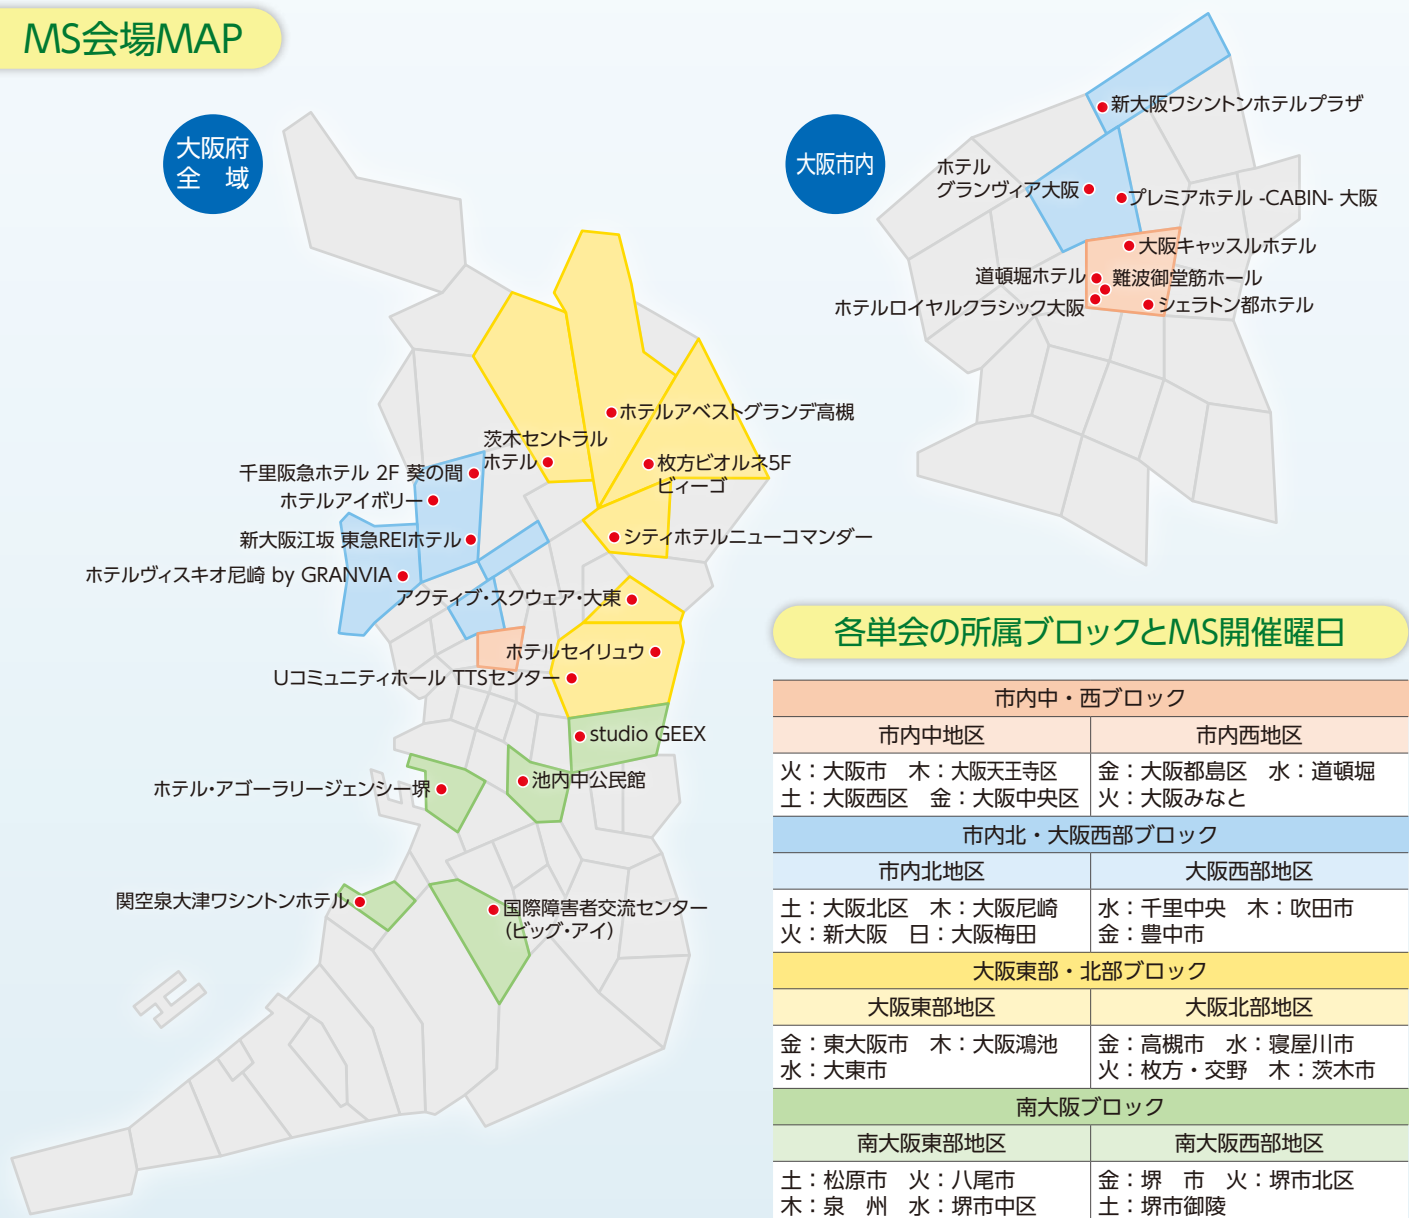 MS会場MAP
大阪府
全　域
茨木セントラル
ホテル
ホテルアベストグランデ高槻
枚方ビオルネ5F
ビィーゴ
千里阪急ホテル 2F 葵の間
ホテルアイボリー
新大阪江坂 東急REIホテル
シティホテルニューコマンダー
ホテルヴィスキオ尼崎 by GRANVIA
アクティブ・スクウェア・大東
ホテルセイリュウ
Uコミュニティホール TTSセンター
studio GEEX
池内中公民館
ホテル・アゴーラリージェンシー堺
関空泉大津ワシントンホテル
国際障害者交流センター
(ビッグ・アイ)
大阪市内
新大阪ワシントンホテルプラザ
ホテル
グランヴィア大阪
プレミアホテル -CABIN- 大阪
大阪キャッスルホテル
道頓堀ホテル
難波御堂筋ホール
ホテルロイヤルクラシック大阪
シェラトン都ホテル
各単会の所属ブロックとMS開催曜日
市内中・西ブロック
市内中地区　市内西地区
火：大阪市　木：大阪天王寺区　金：大阪都島区　水：道頓堀
土：大阪西区　金：大阪中央区　火：大阪みなと
市内北・大阪西部ブロック
市内北地区　大阪西部地区
土：大阪北区　木：大阪尼崎　水：千里中央　木：吹田市
火：新大阪　日：大阪梅田　金：豊中市
大阪東部・北部ブロック
大阪東部地区　大阪北部地区
金：東大阪市　木：大阪鴻池　金：高槻市　水：寝屋川市
水：大東市　火：枚方・交野　木：茨木市
南大阪ブロック
南大阪東部地区　南大阪西部地区
土：松原市　火：八尾市　金：堺　市　火：堺市北区
木：泉　州　水：堺市中区　土：堺市御陵